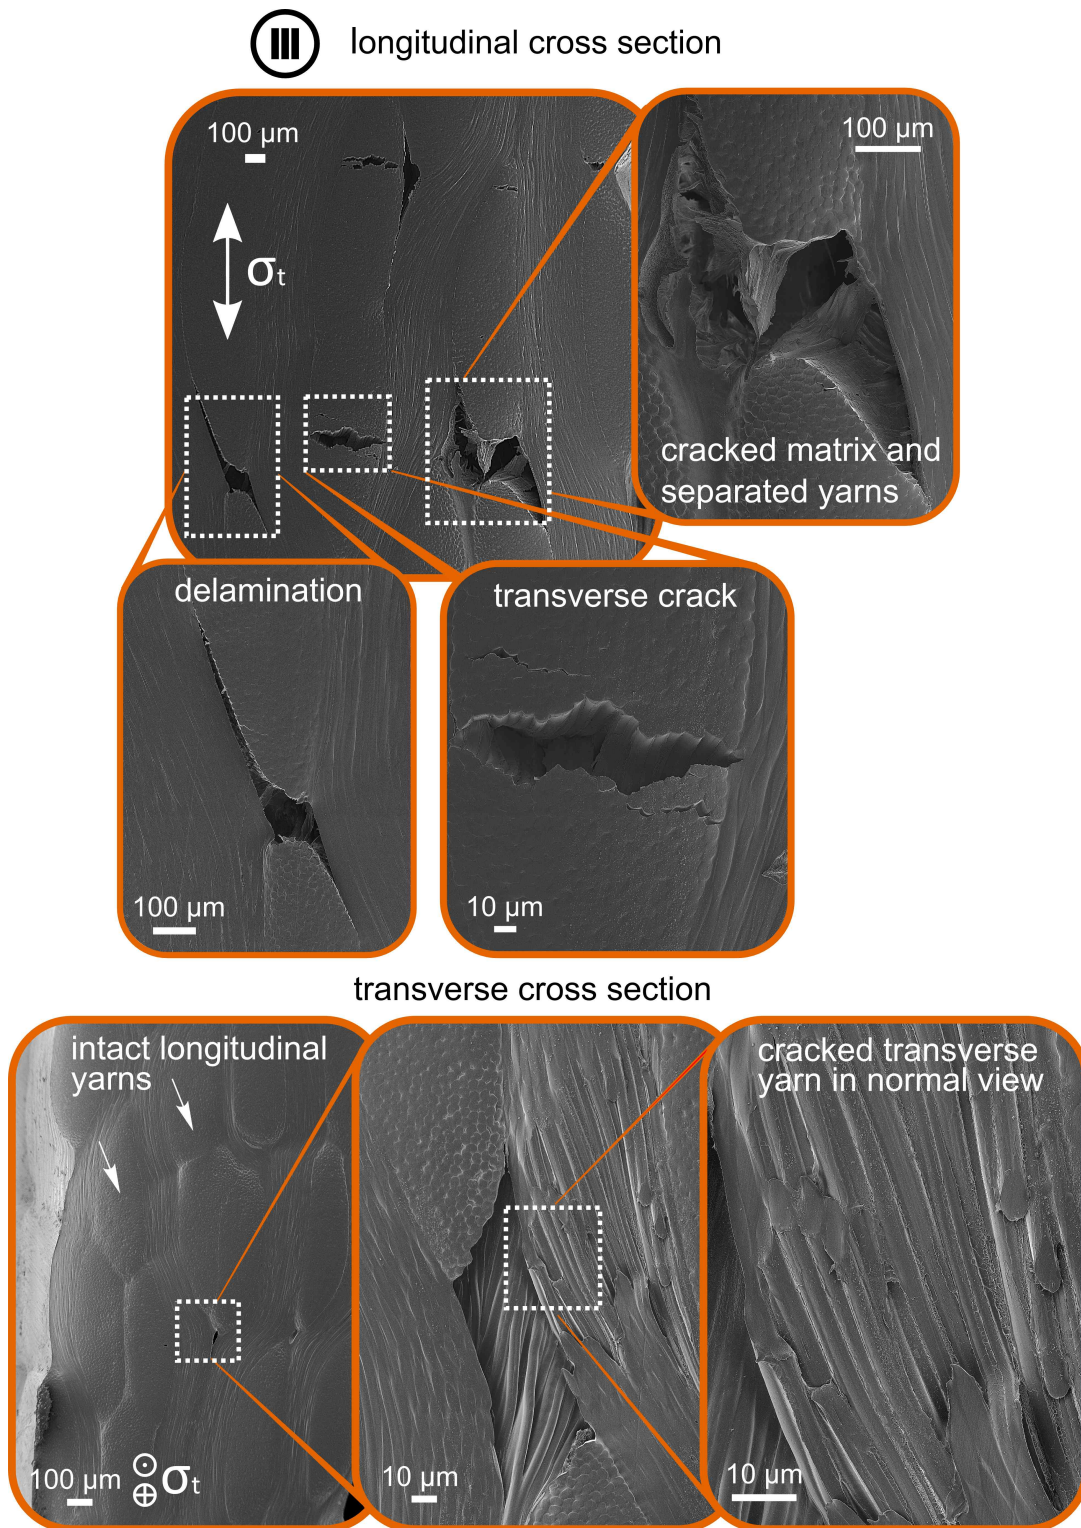 III longitudinal cross section
100 µm
σt
100 µm
cracked matrix and
separated yarns
delamination
100 µm
transverse crack
10 µm
transverse cross section
intact longitudinal
yarns
100 µm
σt
10 µm
cracked transverse
yarn in normal view
10 µm